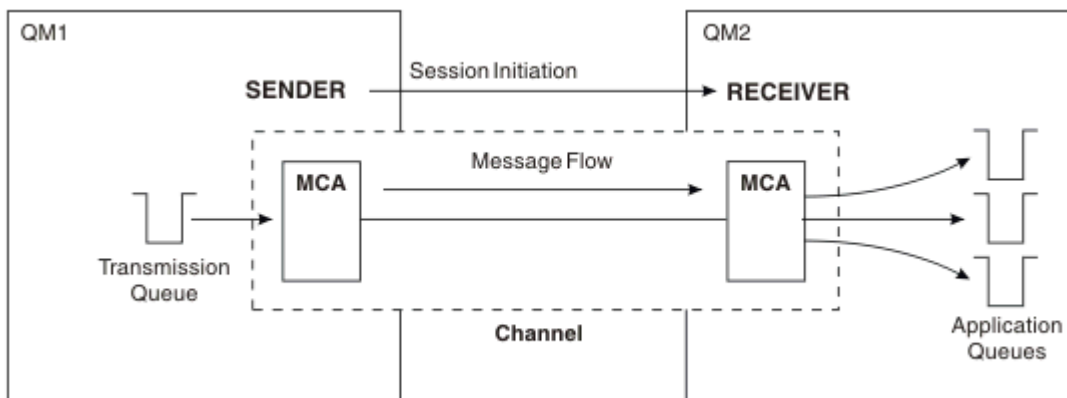 QM1
QM2
Session Initiation
SENDER
RECEIVER
Message Flow
MCA
MCA
Transmission
Queue
Channel
Application
Queues